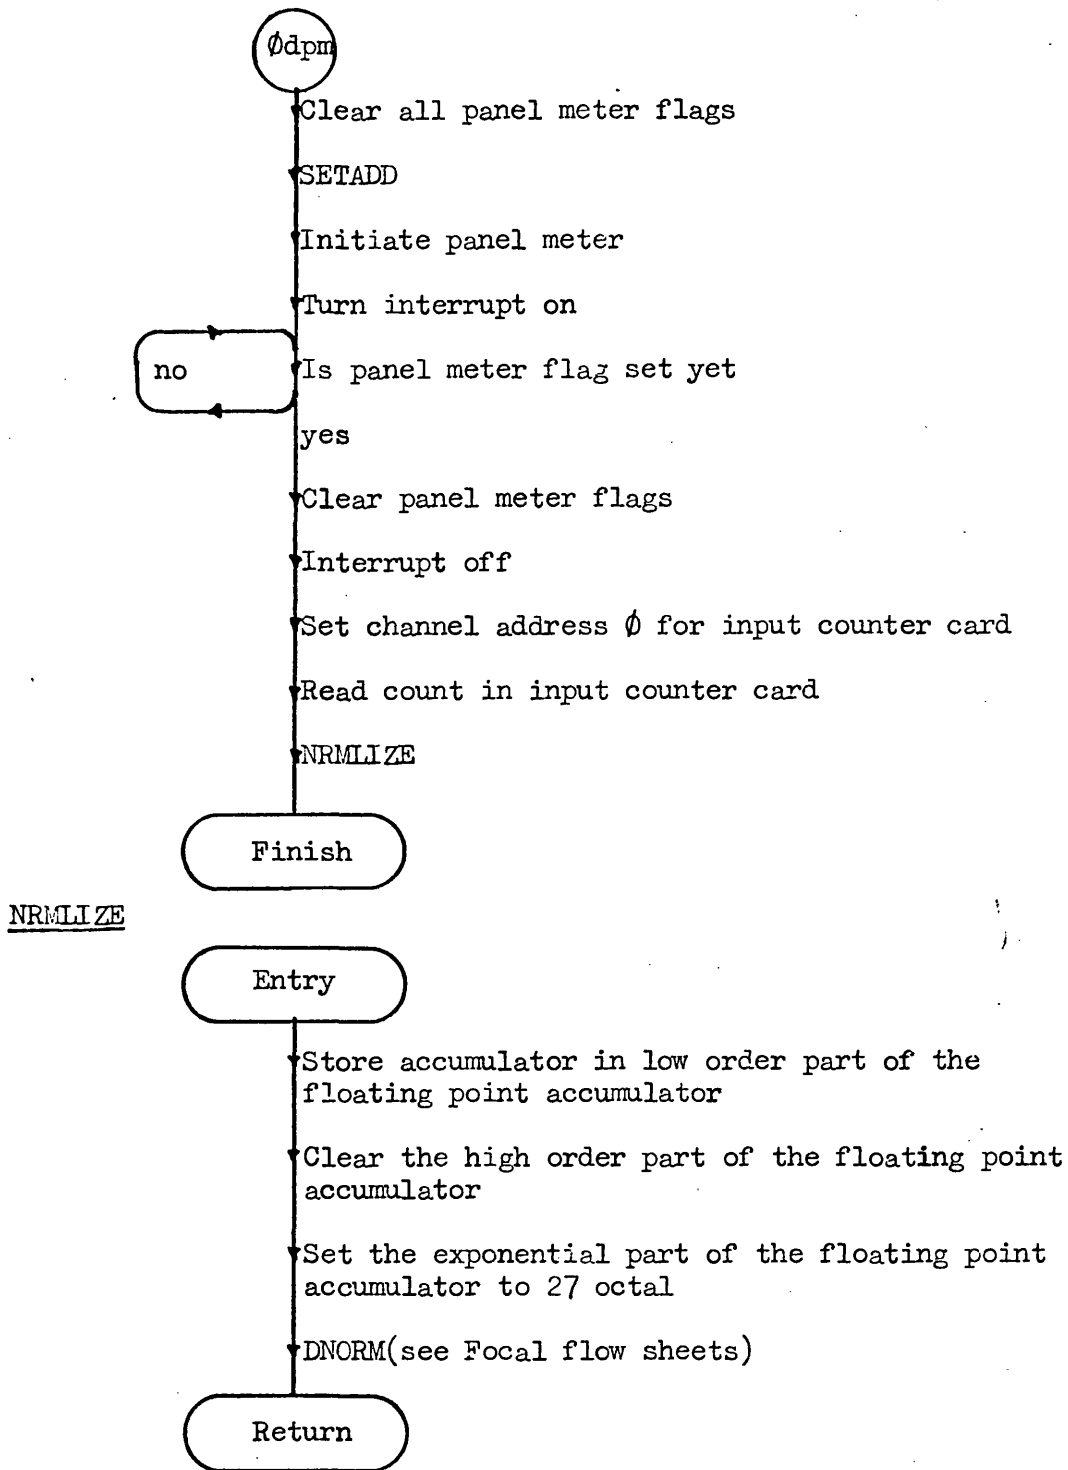 Ødpm
Clear all panel meter flags
SETADD
Initiate panel meter
Turn interrupt on
no
Is panel meter flag set yet
yes
Clear panel meter flags
Interrupt off
Set channel address Ø for input counter card
Read count in input counter card
NRMLIZE
Finish
NRMLIZE
Entry
Store accumulator in low order part of the
floating point accumulator
Clear the high order part of the floating point
accumulator
Set the exponential part of the floating point
accumulator to 27 octal
DNORM(see Focal flow sheets)
Return